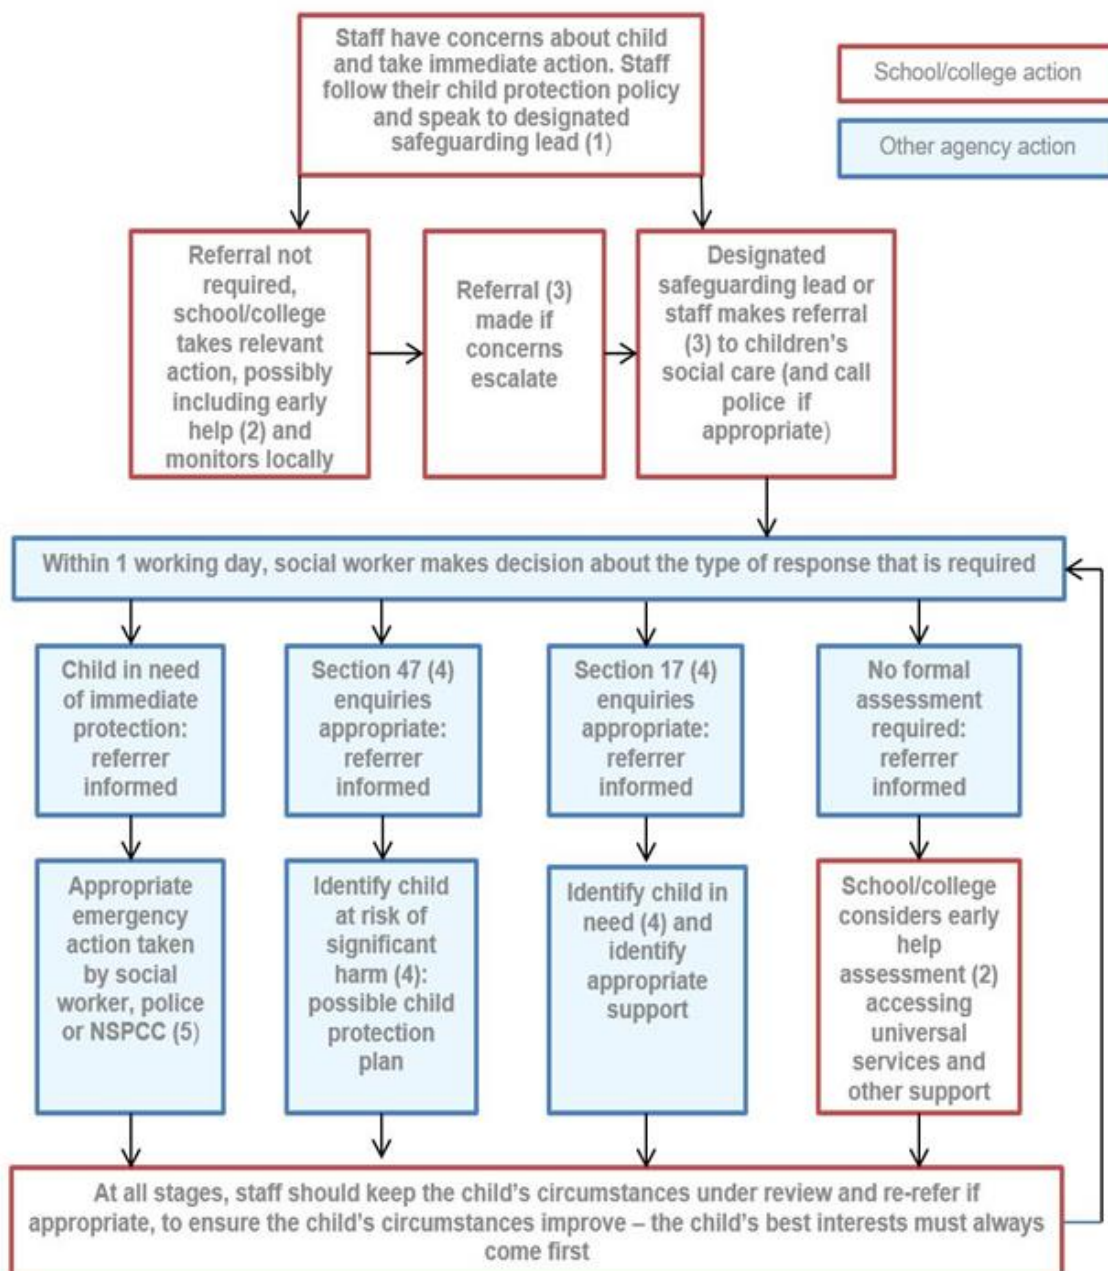 Staff have concerns about child
and take immediate action. Staff
follow their child protection policy
and speak to designated
safeguarding lead (1)
School/college action
Other agency action
Referral not
required,
school/college
takes relevant
action, possibly
including early
help (2) and
monitors locally
Referral (3)
made if
concerns
escalate
Designated
safeguarding lead or
staff makes referral
(3) to children's
social care (and call
police if
appropriate)
Within 1 working day, social worker makes decision about the type of response that is required
Child in need
of immediate
protection:
referrer
informed
Section 47 (4)
enquiries
appropriate:
referrer
informed
Section 17 (4)
enquiries
appropriate:
referrer
informed
No formal
assessment
required:
referrer
informed
Appropriate
emergency
action taken
by social
worker, police
or NSPCC (5)
Identify child
at risk of
significant
harm (4):
possible child
protection
plan
Identify child in
need (4) and
identify
appropriate
support
School/college
considers early
help
assessment (2)
accessing
universal
services and
other support
At all stages, staff should keep the child's circumstances under review and re-refer if
appropriate, to ensure the child's circumstances improve – the child's best interests must always
come first